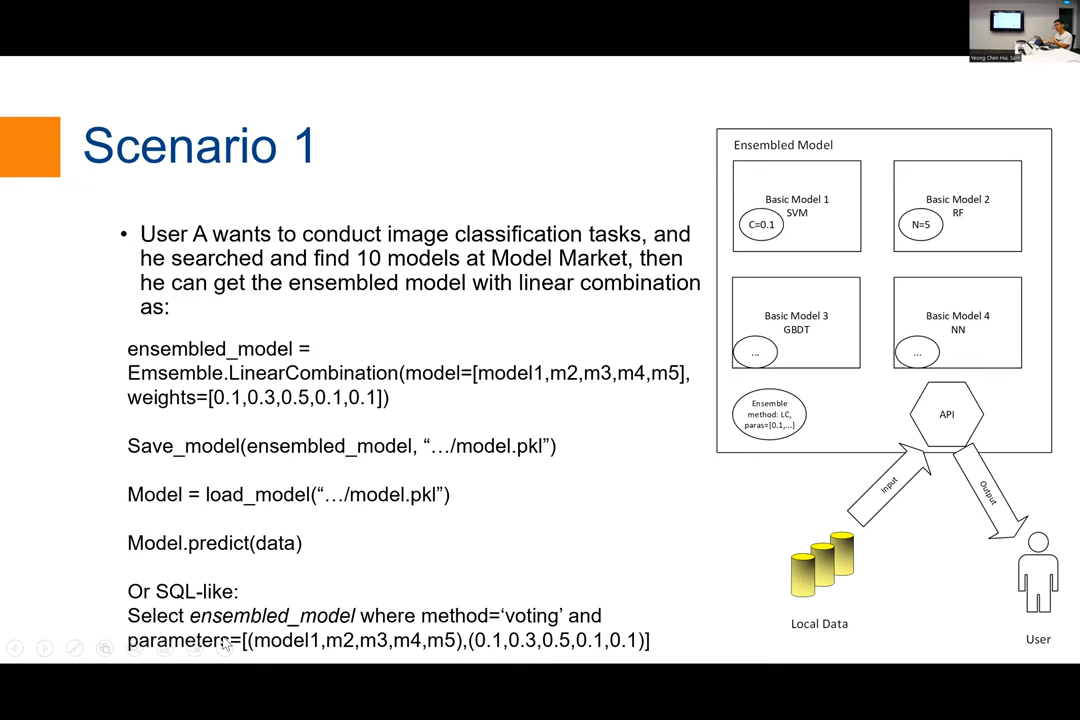 Yeong Chen Hui, Sam
Scenario 1
• User A wants to conduct image classification tasks, and
he searched and find 10 models at Model Market, then
he can get the ensembled model with linear combination
as:
ensembled_model =
Emsemble.LinearCombination(model=[model1,m2,m3,m4,m5],
weights=[0.1,0.3,0.5,0.1,0.1])
Save_model(ensembled_model, “…/model.pkl”)
Model = load_model(“…/model.pkl”)
Model.predict(data)
Or SQL-like:
Select ensembled_model where method=‘voting’ and
parameters=[(model1,m2,m3,m4,m5),(0.1,0.3,0.5,0.1,0.1)]
Ensembled Model
Basic Model 1
SVM
C=0.1
Basic Model 2
RF
N=5
Basic Model 3
GBDT
...
Basic Model 4
NN
...
Ensemble
method: LC,
paras=[0.1,...]
API
Input
Output
Local Data
User